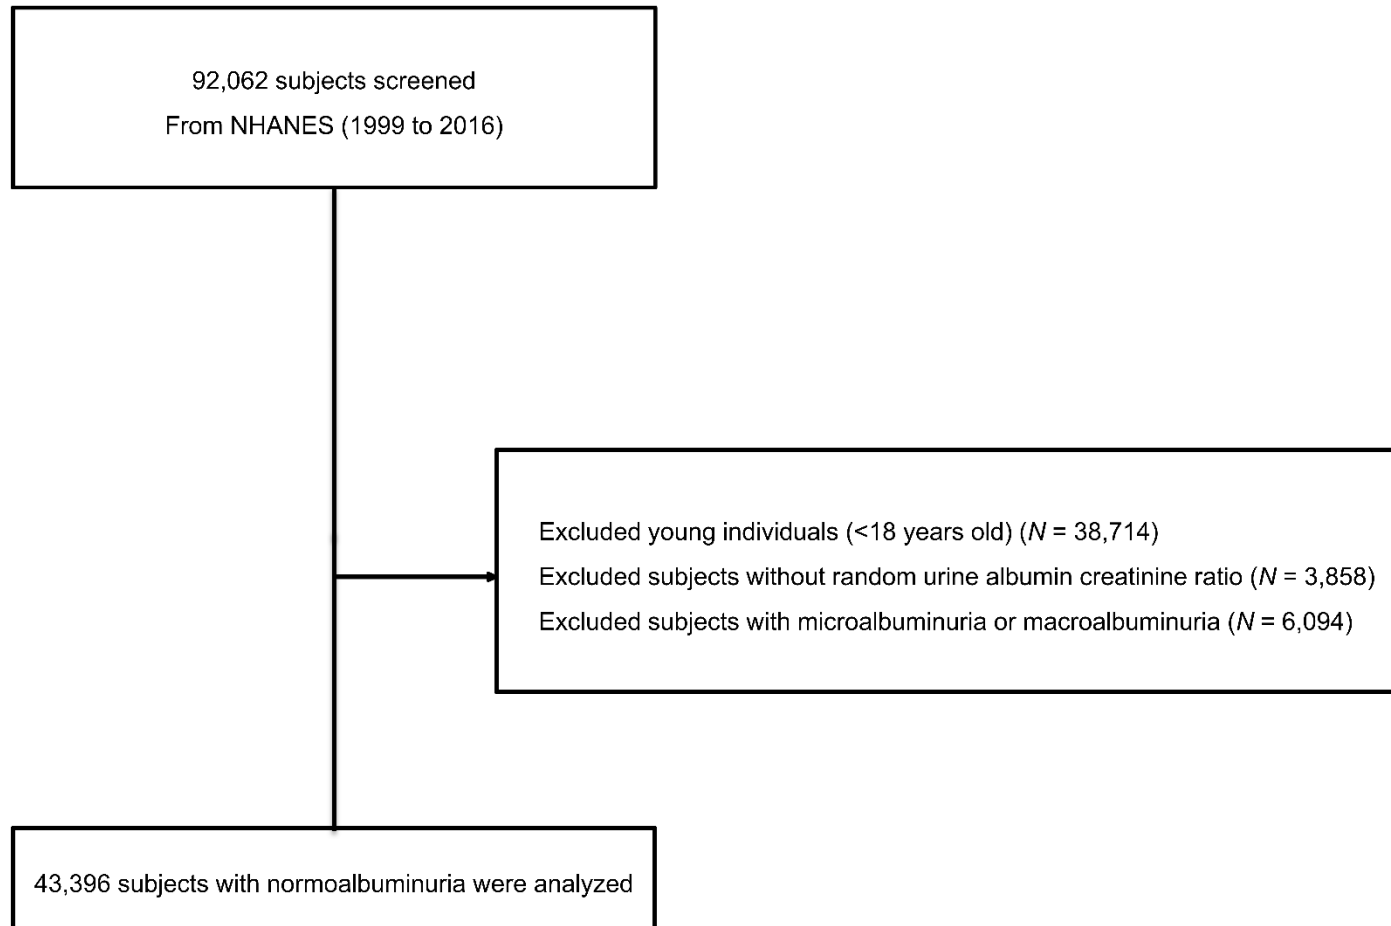 92,062 subjects screened
From NHANES (1999 to 2016)
Excluded young individuals (<18 years old) (N = 38,714)
Excluded subjects without random urine albumin creatinine ratio (N = 3,858)
Excluded subjects with microalbuminuria or macroalbuminuria (N = 6,094)
43,396 subjects with normoalbuminuria were analyzed